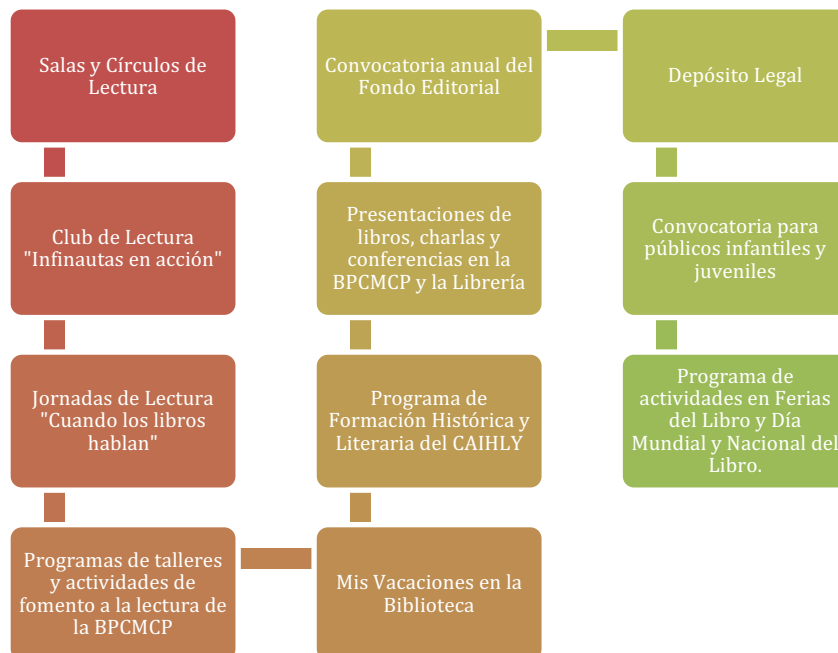 Salas y Círculos de
Lectura
Club de Lectura
"Infinautas en acción"
Jornadas de Lectura
"Cuando los libros
hablan"
Programas de talleres
y actividades de
fomento a la lectura de
la BPCMCP
Mis Vacaciones en la
Biblioteca
Programa de
Formación Histórica y
Literaria del CAIHLY
Presentaciones de
libros, charlas y
conferencias en la
BPCMCP y la Librería
Convocatoria anual del
Fondo Editorial
Depósito Legal
Convocatoria para
públicos infantiles y
juveniles
Programa de
actividades en Ferias
del Libro y Día
Mundial y Nacional del
Libro.